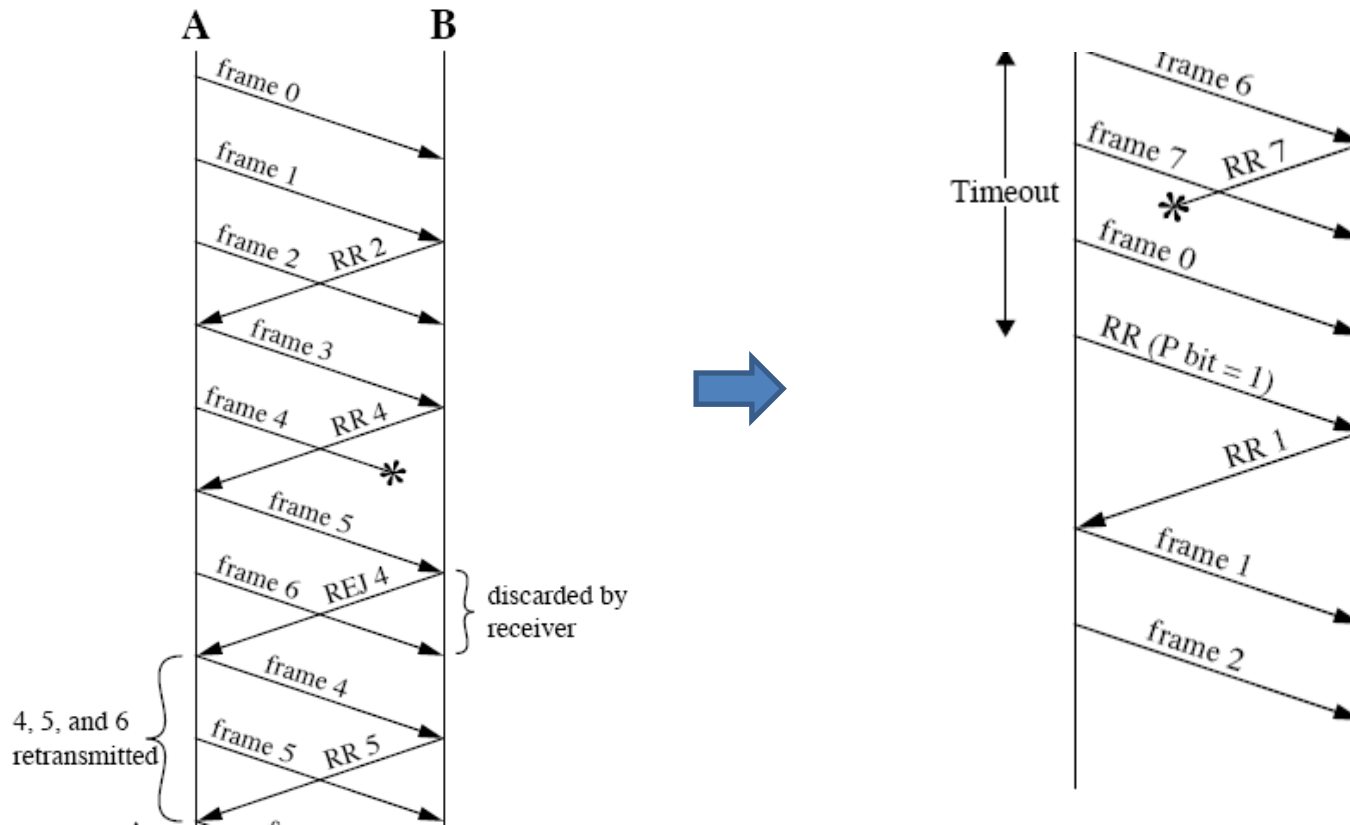 A
B
frame 0
frame 1
frame 2
RR 2
frame 3
frame 4
RR 4
*
frame 5
frame 6
REJ 4
discarded by
receiver
frame 4
4, 5, and 6
retransmitted
frame 5
RR 5
frame 6
frame 7
RR 7
Timeout
*
frame 0
RR (P bit = 1)
RR 1
frame 1
frame 2